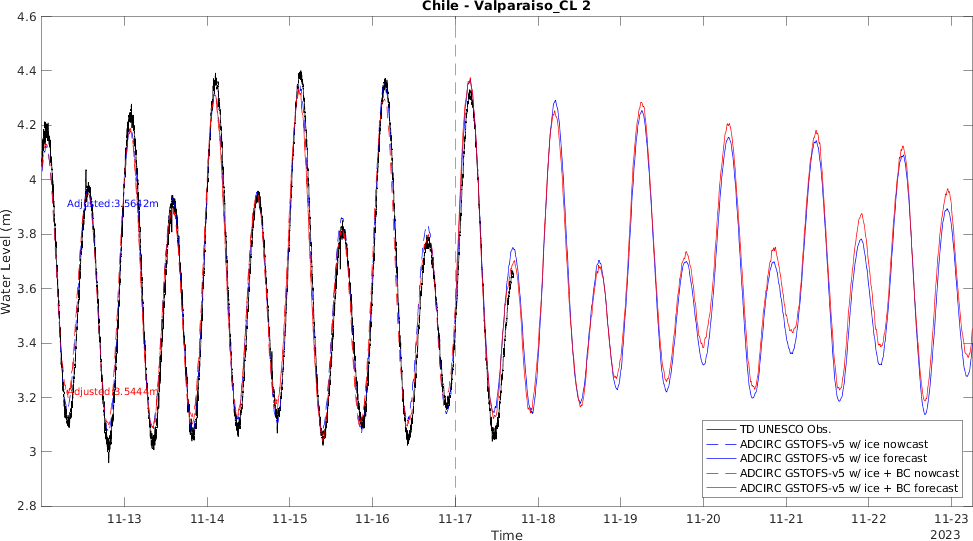 Chile - Valparaiso_CL 2
4.6
4.4
4.2
4
3.8
3.6
3.4
3.2
3
2.8
Water Level (m)
Adjusted:3.5642m
Adjusted:3.5444m
TD UNESCO Obs.
ADCIRC GSTOFS-v5 w/ ice nowcast
ADCIRC GSTOFS-v5 w/ ice forecast
ADCIRC GSTOFS-v5 w/ ice + BC nowcast
ADCIRC GSTOFS-v5 w/ ice + BC forecast
11-13 11-14 11-15 11-16 11-17 11-18 11-19 11-20 11-21 11-22 11-23
Time
2023